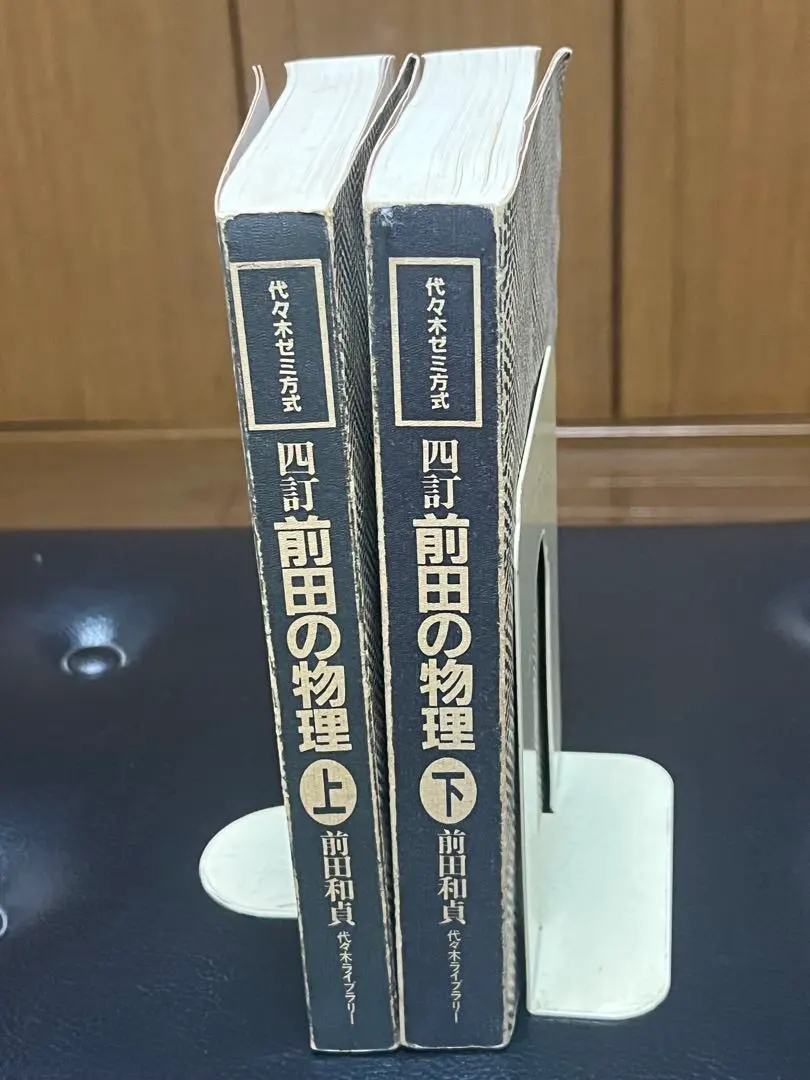 代々木ゼミ方式
四訂 前田の物理 上
前田和貞
代々木ライブラリー
代々木ゼミ方式
四訂 前田の物理 下
前田和貞
代々木ライブラリー